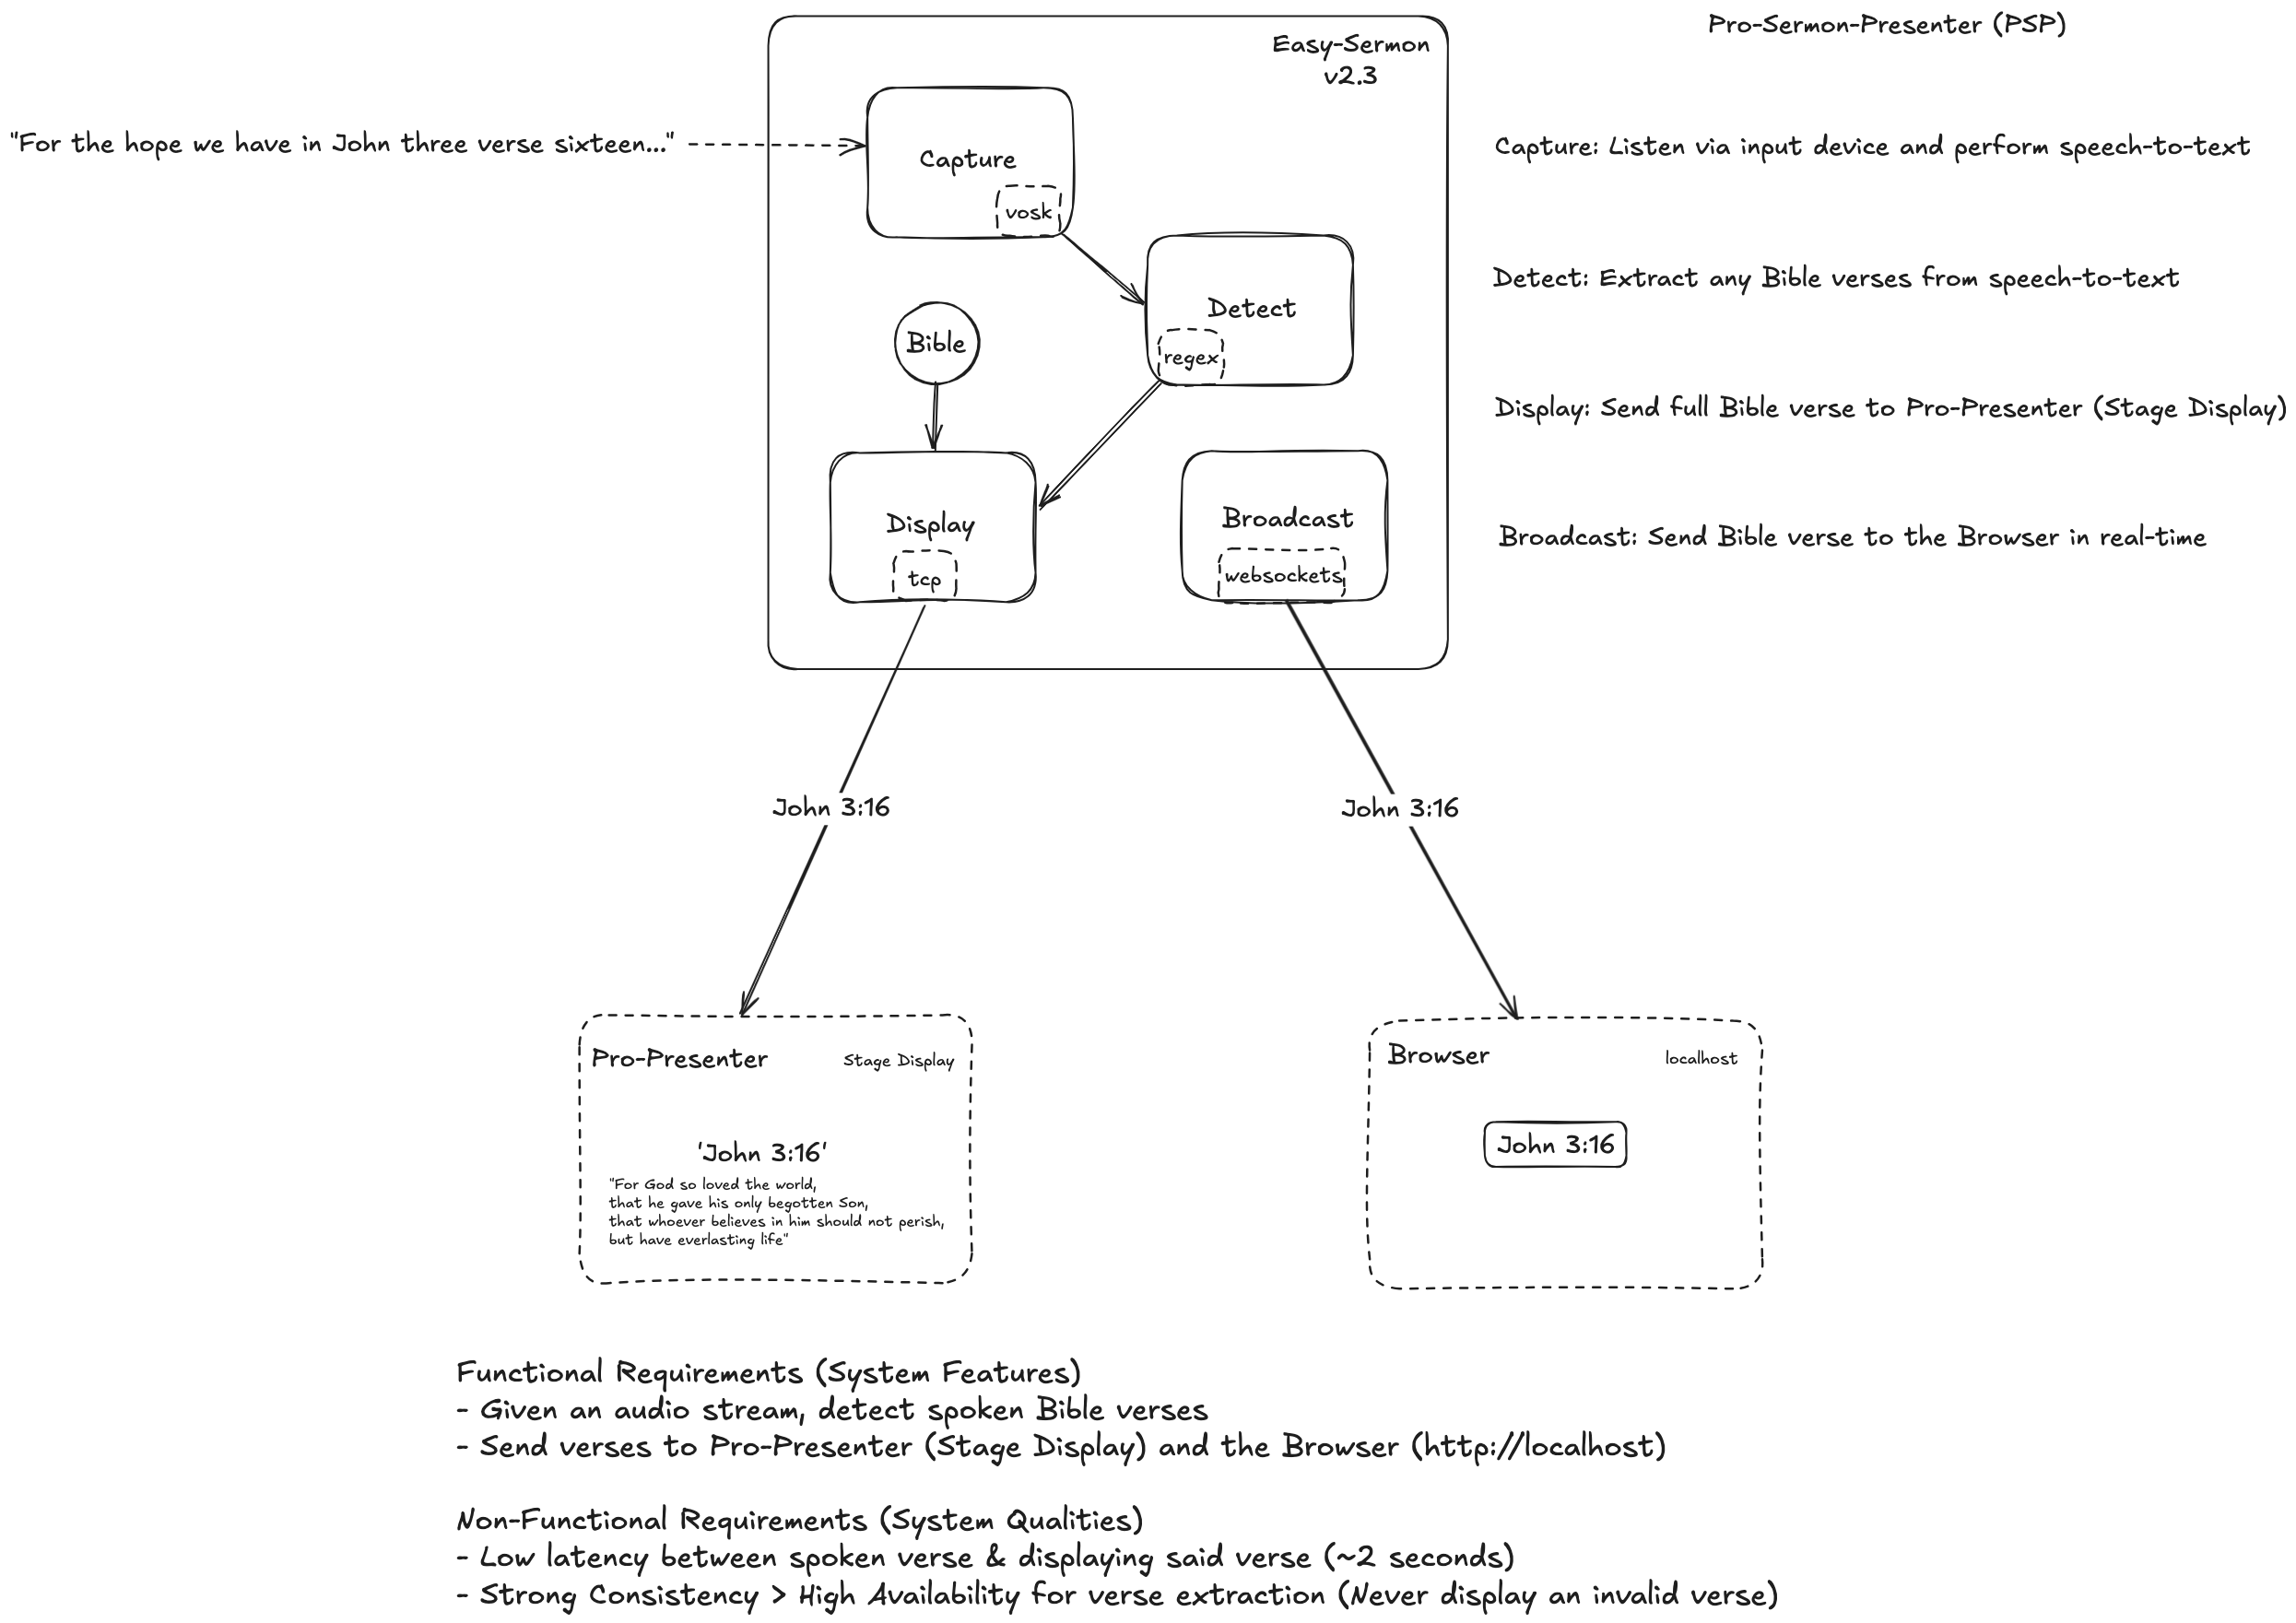 Pro-Sermon-Presenter (PSP)
Easy-Sermon
v2.3
"For the hope we have in John three verse sixteen..."
Capture
vosk
Capture: Listen via input device and perform speech-to-text
Detect
regex
Detect: Extract any Bible verses from speech-to-text
Bible
Display
tcp
Display: Send full Bible verse to Pro-Presenter (Stage Display)
Broadcast
websockets
Broadcast: Send Bible verse to the Browser in real-time
John 3:16
John 3:16
Pro-Presenter
Stage Display
'John 3:16'
"For God so loved the world,
that he gave his only begotten Son,
that whoever believes in him should not perish,
but have everlasting life"
Browser
localhost
John 3:16
Functional Requirements (System Features)
- Given an audio stream, detect spoken Bible verses
- Send verses to Pro-Presenter (Stage Display) and the Browser (http://localhost)
Non-Functional Requirements (System Qualities)
- Low latency between spoken verse & displaying said verse (~2 seconds)
- Strong Consistency > High Availability for verse extraction (Never display an invalid verse)